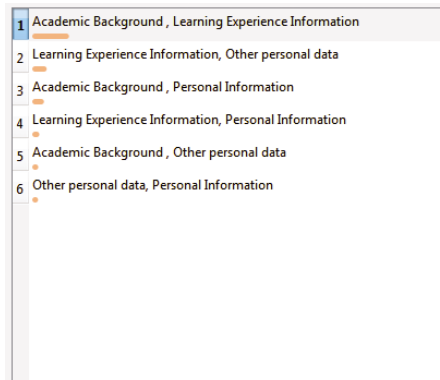 1 Academic Background , Learning Experience Information
2 Learning Experience Information, Other personal data
3 Academic Background , Personal Information
4 Learning Experience Information, Personal Information
5 Academic Background , Other personal data
6 Other personal data, Personal Information